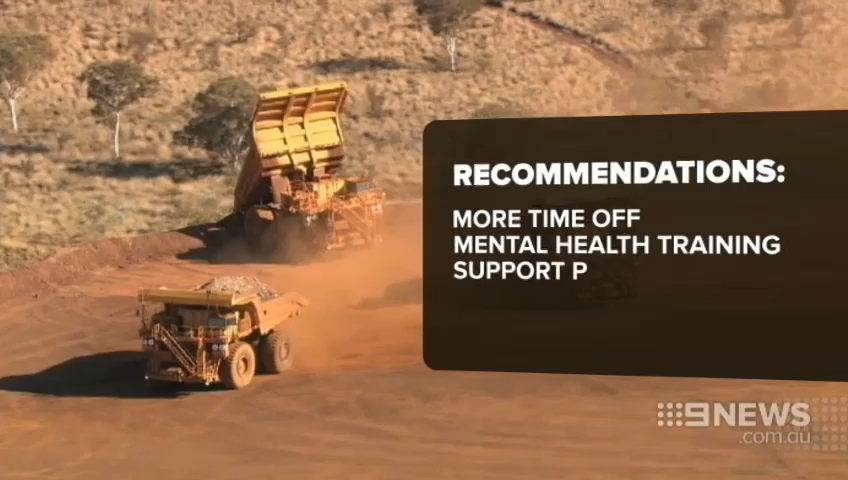 RECOMMENDATIONS:
MORE TIME OFF
MENTAL HEALTH TRAINING
SUPPORT P
9NEWS
.com.au